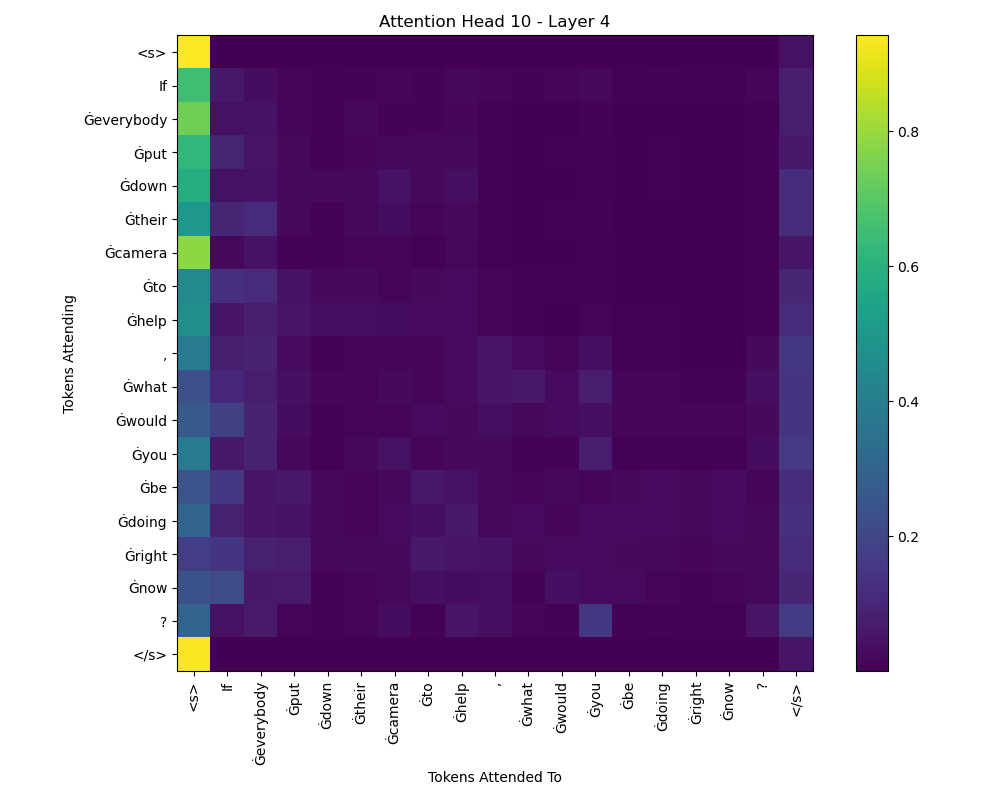 Attention Head 10 - Layer 4
Tokens Attending
<s>
If
Ġeverybody
Ġput
Ġdown
Ġtheir
Ġcamera
Ġto
Ġhelp
,
Ġwhat
Ġwould
Ġyou
Ġbe
Ġdoing
Ġright
Ġnow
?
</s>
<s>
If
Ġeverybody
Ġput
Ġdown
Ġtheir
Ġcamera
Ġto
Ġhelp
,
Ġwhat
Ġwould
Ġyou
Ġbe
Ġdoing
Ġright
Ġnow
?
</s>
Tokens Attended To
0.8
0.6
0.4
0.2